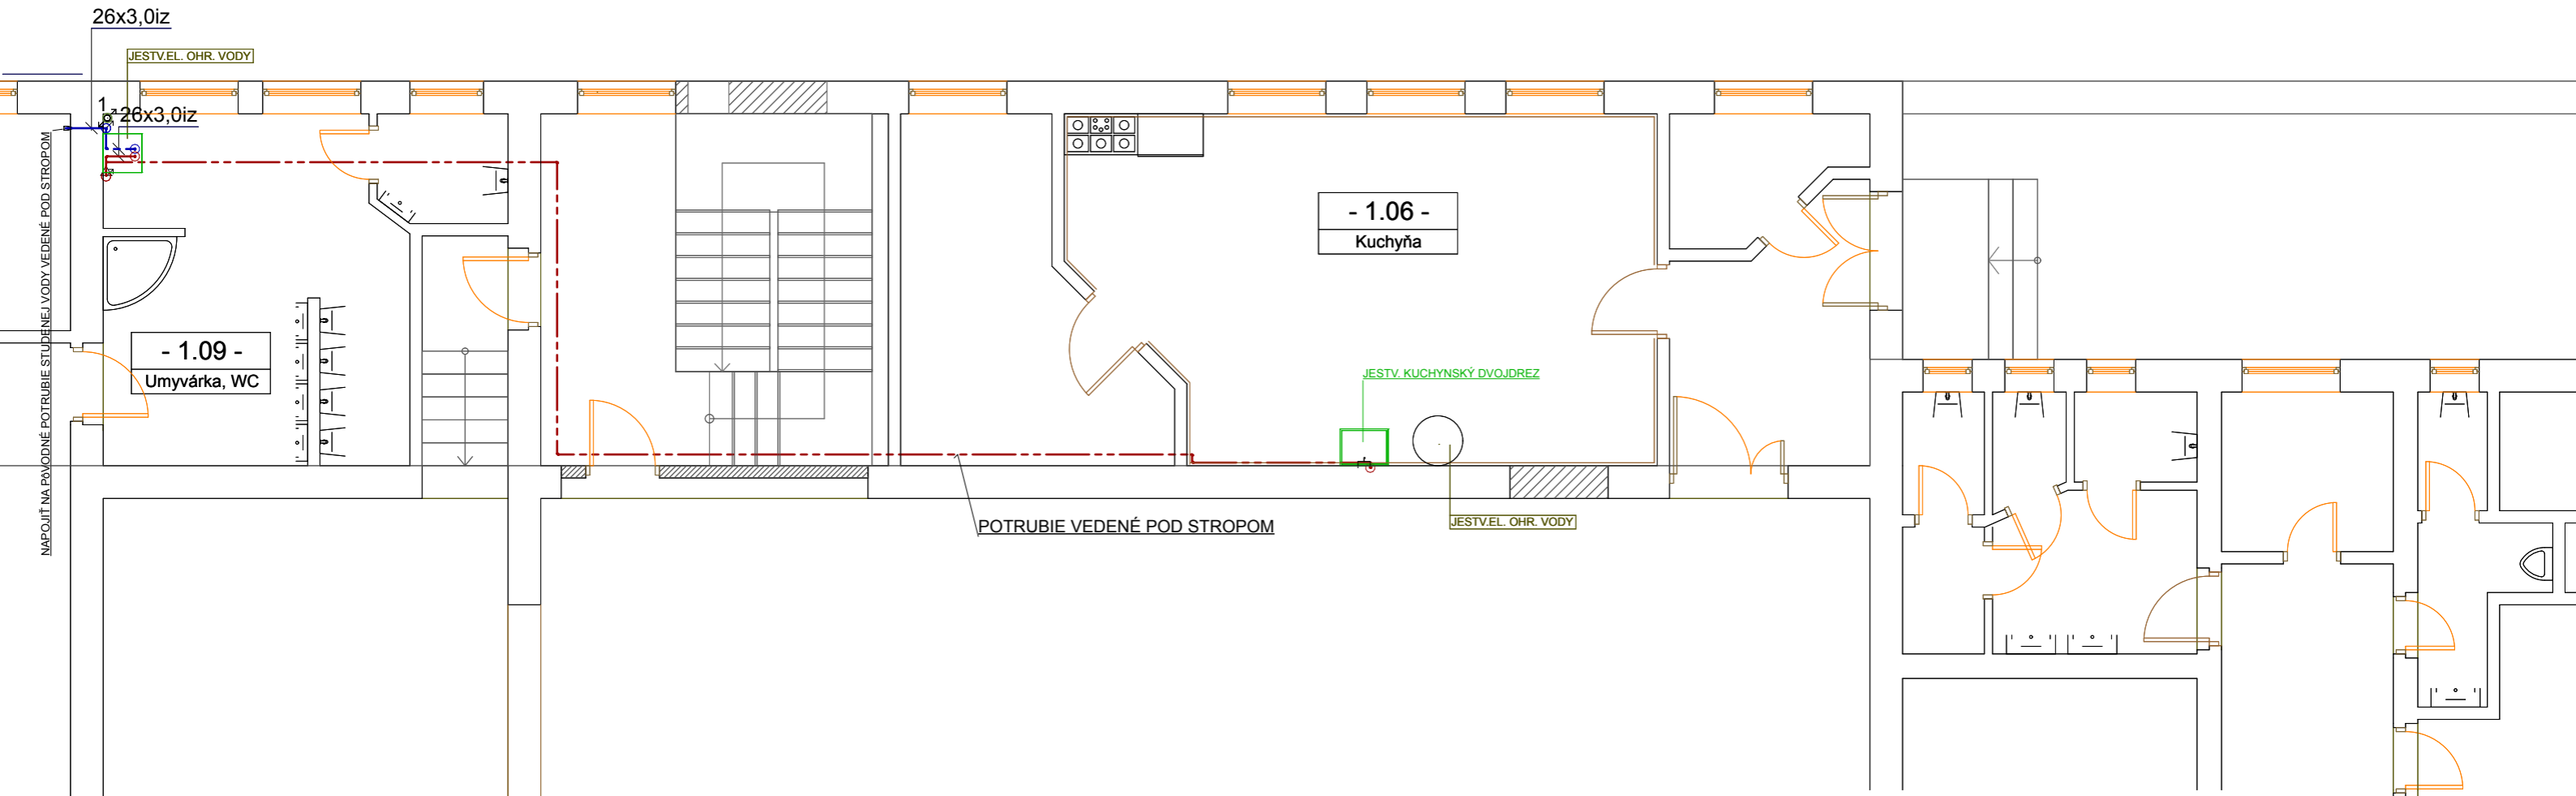 26x3,0iz
JESTV.EL. OHR. VODY
1
26x3,0iz
NAPOJIŤ NA PÔVODNÉ POTRUBIE STUDENEJ VODY VEDENÉ POD STROPOM
- 1.06 -
Kuchyňa
- 1.09 -
Umyvárka, WC
JESTV. KUCHYNSKÝ DVOJDREZ
POTRUBIE VEDENÉ POD STROPOM
JESTV.EL. OHR. VODY